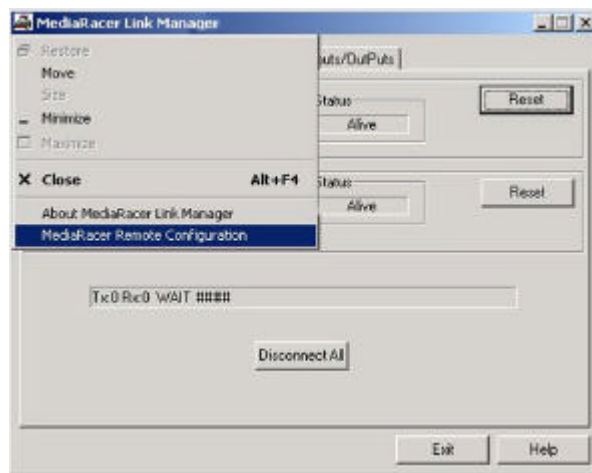 MediaRacer Link Manager
Restore
Move
Size
Minimize
Maximize
Close Alt+F4
About MediaRacer Link Manager
MediaRacer Remote Configuration
uts/OutPuts
Status
Alive
Reset
Status
Alive
Reset
Tx:0 Rx:0 WAIT ####
Disconnect All
Exit
Help